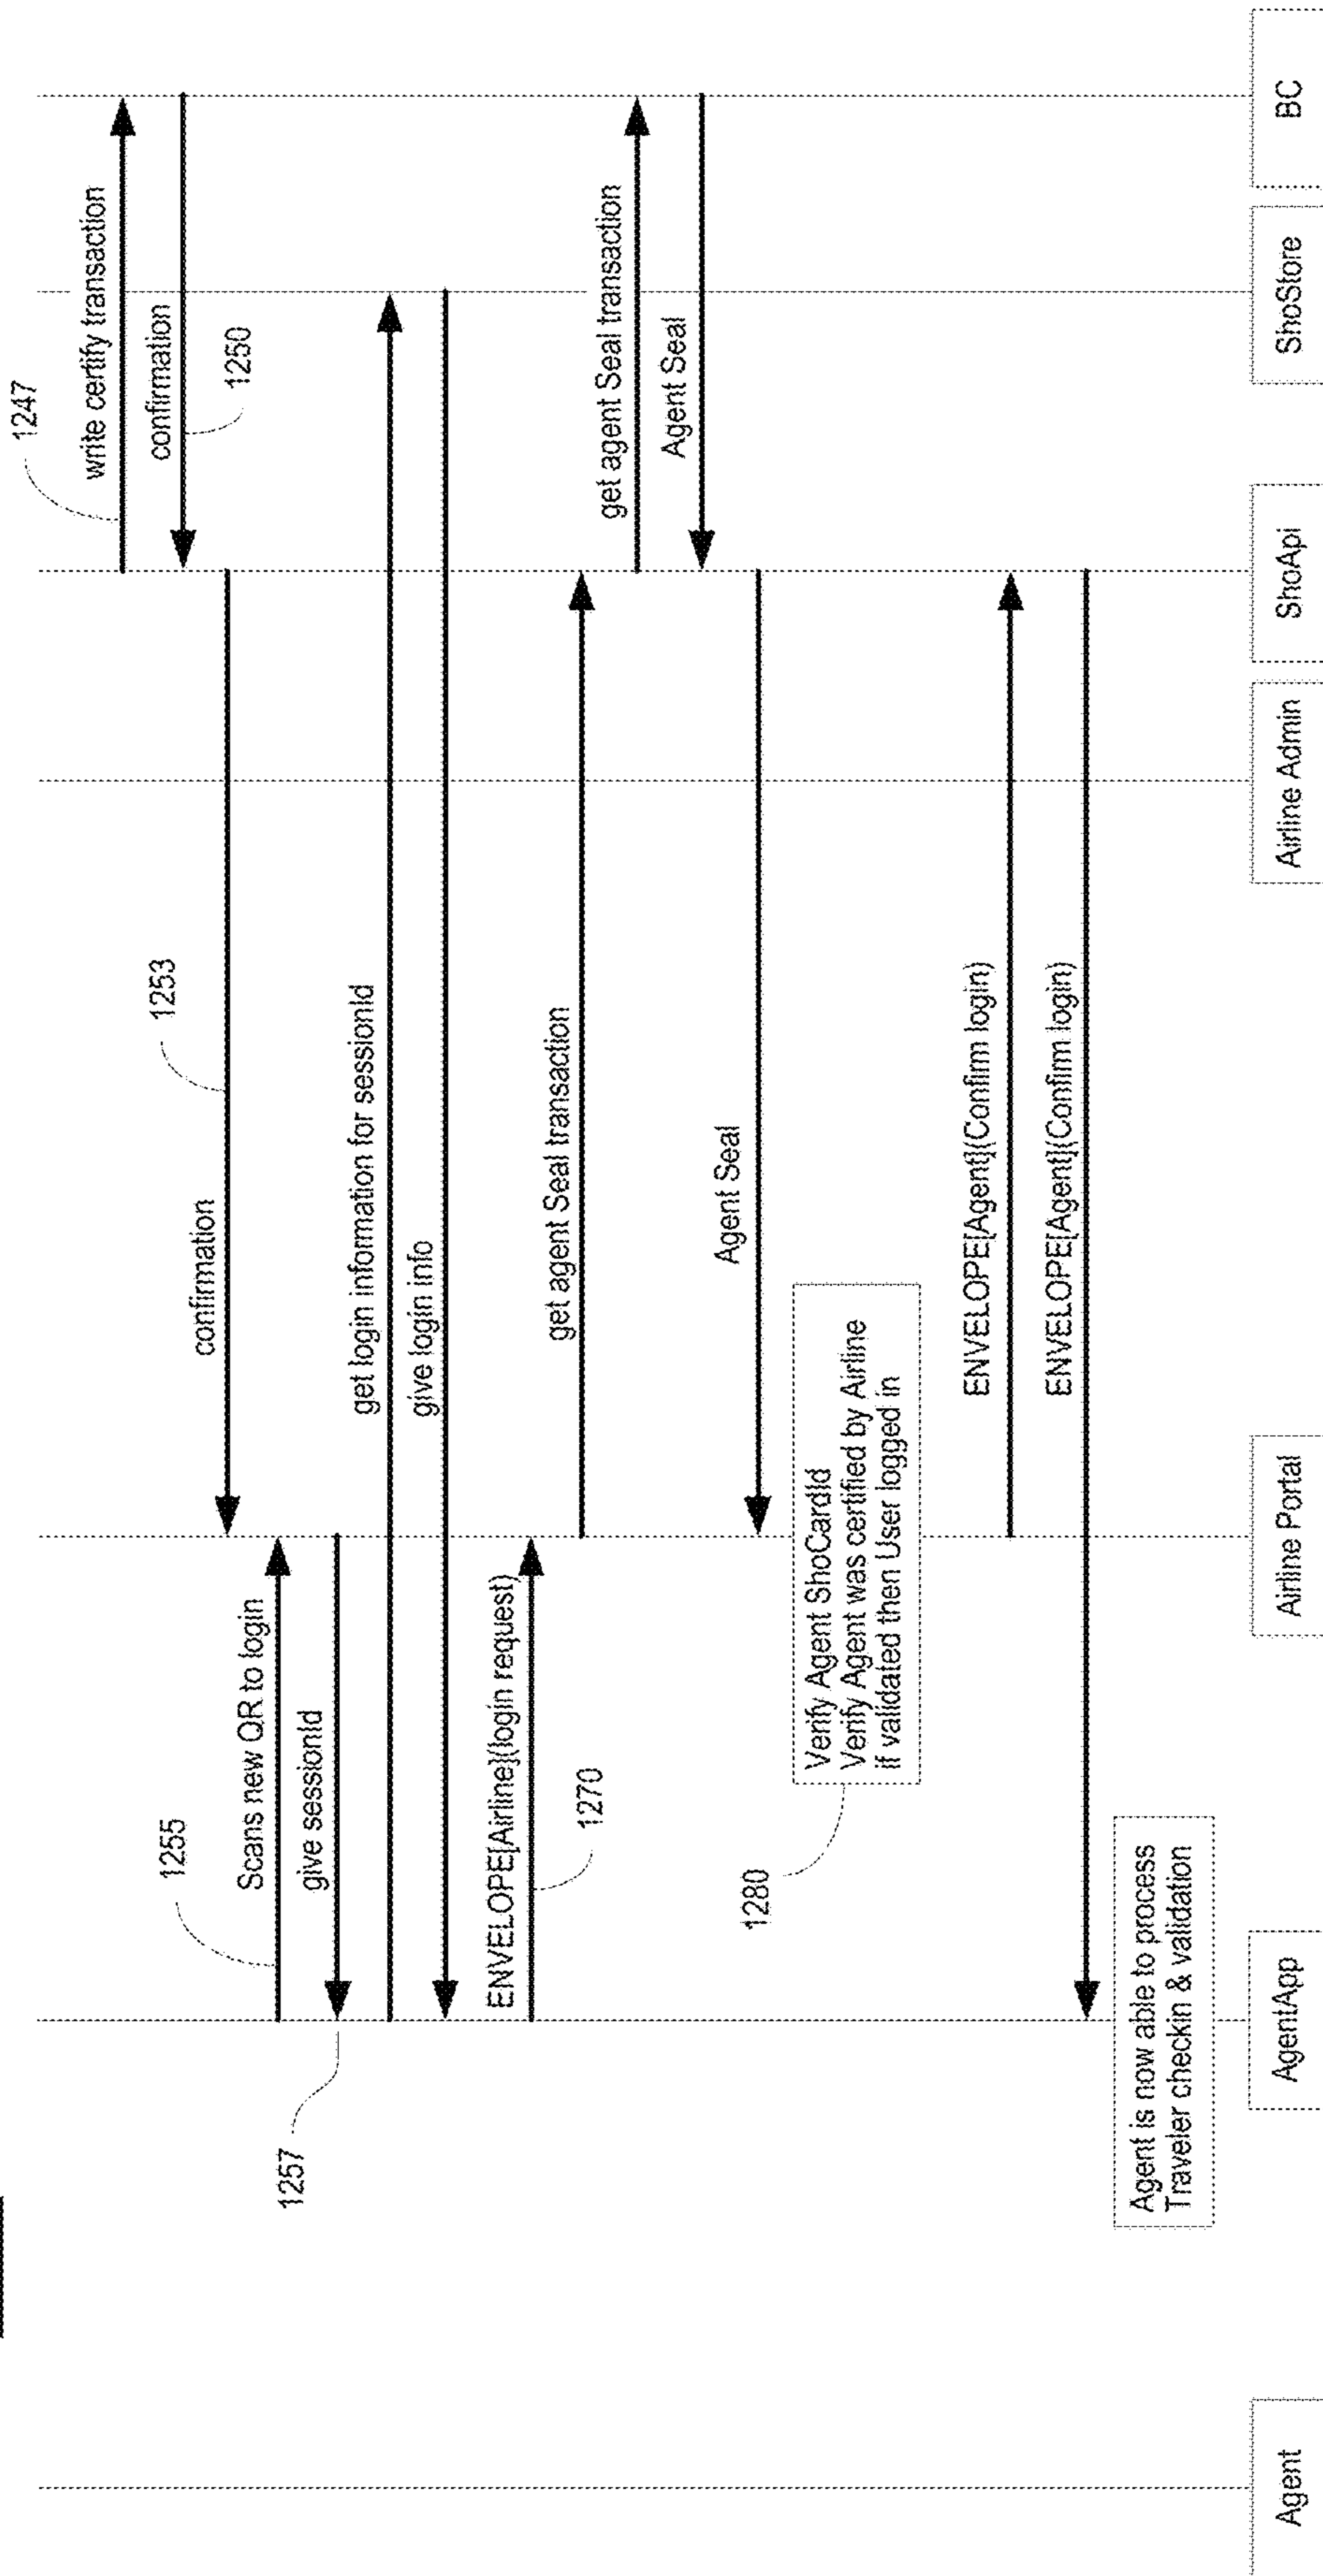 1247
write certify transaction
confirmation
1250
1253
confirmation
1255
Scans new QR to login
give sessionId
1257
get login information for sessionId
give login info
ENVELOPE[Airline](login request)
1270
get agent Seal transaction
get agent Seal transaction
Agent Seal
Agent Seal
1280
Verify Agent ShoCardId
Verify Agent was certified by Airline
If validated then User logged in
ENVELOPE[Agent](Confirm login)
ENVELOPE[Agent](Confirm login)
Agent is now able to process
Traveler checkin & validation
Agent
AgentApp
Airline Portal
Airline Admin
ShoApi
ShoStore
BC